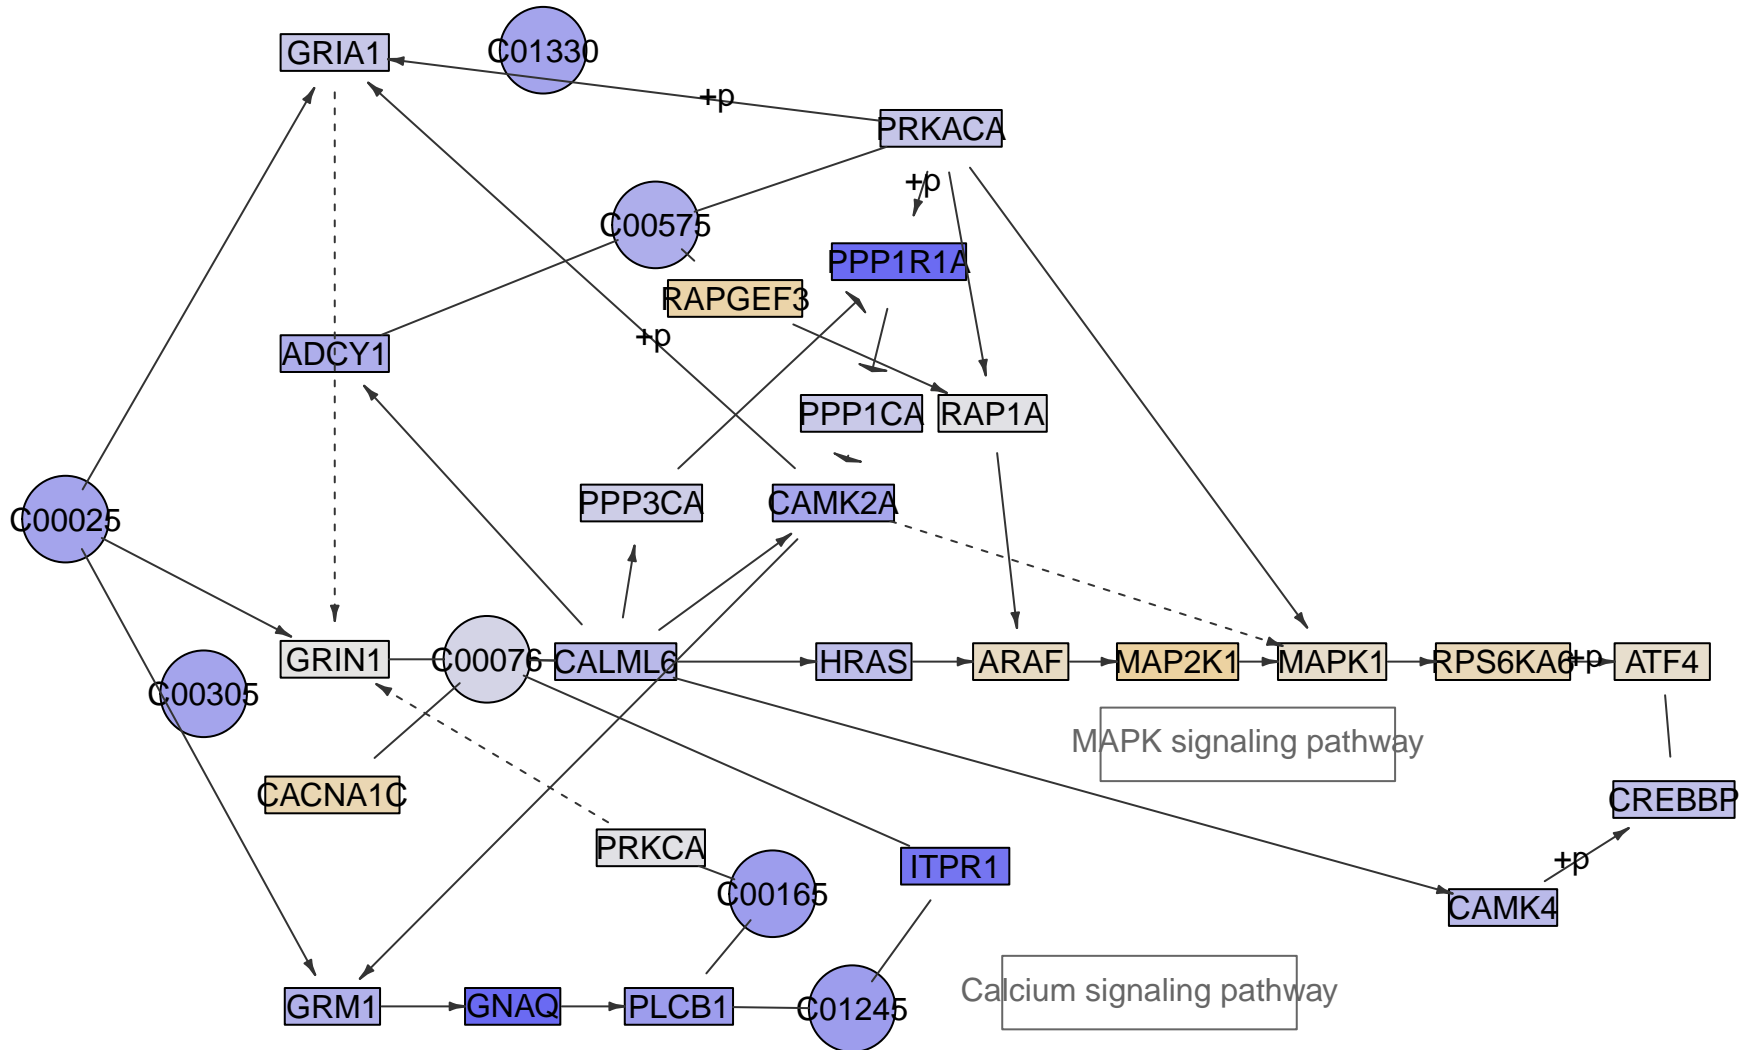 C01330
GRIA1
+p
PRKACA
+p
C00575
PPP1R1A
RAPGEF3
+p
ADCY1
PPP1CA
RAP1A
PPP3CA
CAMK2A
C00025
GRIN1
C00076
CALML6
HRAS
ARAF
MAP2K1
MAPK1
RPS6KA6
+p
ATF4
C00305
MAPK signaling pathway
CACNA1C
CREBBP
PRKCA
ITPR1
+p
C00165
CAMK4
Calcium signaling pathway
GRM1
GNAQ
PLCB1
C01245